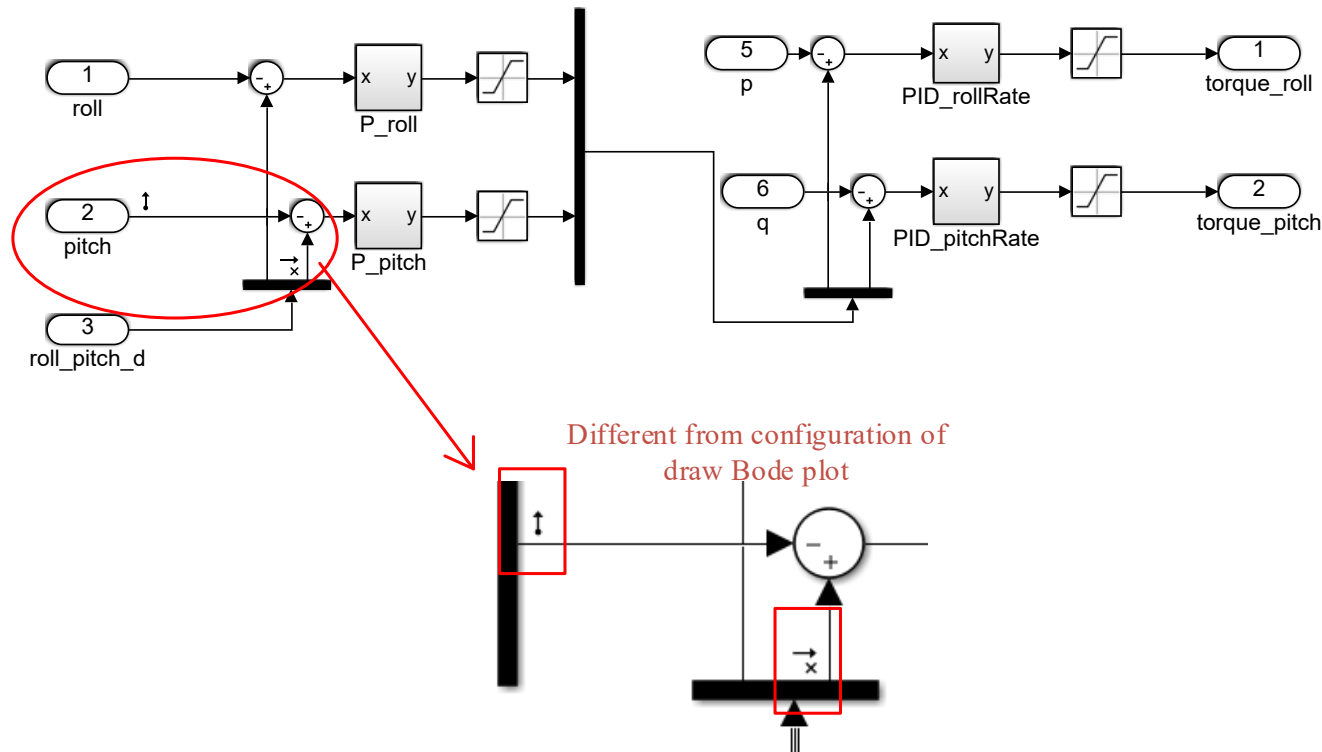 1
roll
-
+
x y
P_roll
2
pitch
-
+
x y
P_pitch
x
3
roll_pitch_d
5
p
-
+
x y
PID_rollRate
1
torque_roll
6
q
-
+
x y
PID_pitchRate
2
torque_pitch
Different from configuration of
draw Bode plot
-
+
x